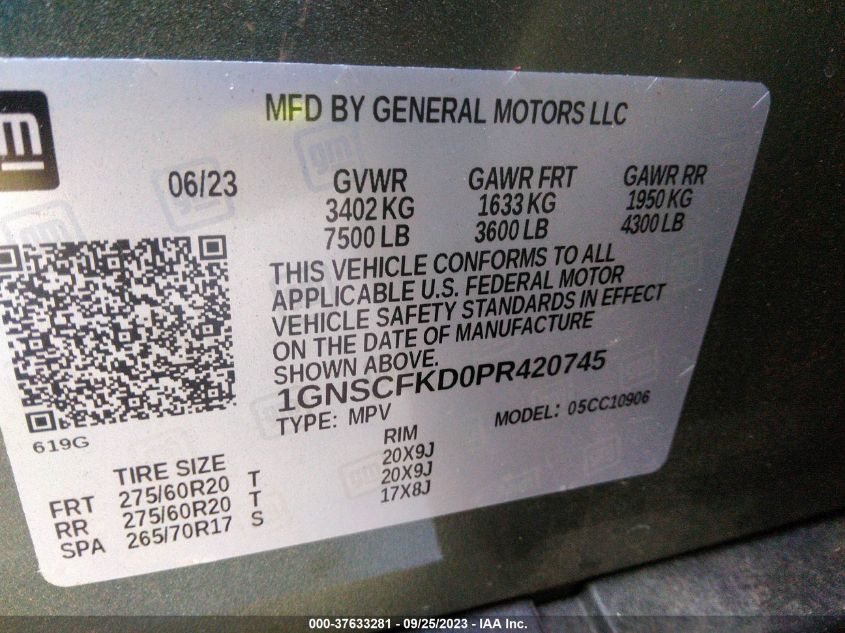 MFD BY GENERAL MOTORS LLC
gm
06/23 GVWR GAWR FRT GAWR RR
3402 KG 1633 KG 1950 KG
7500 LB 3600 LB 4300 LB
THIS VEHICLE CONFORMS TO ALL
APPLICABLE U.S. FEDERAL MOTOR
VEHICLE SAFETY STANDARDS IN EFFECT
ON THE DATE OF MANUFACTURE
SHOWN ABOVE.
1GNSCFKD0PR420745
TYPE: MPV MODEL: 05CC10906
619G
TIRE SIZE RIM
FRT 275/60R20 T 20X9J
RR 275/60R20 T 20X9J
SPA 265/70R17 S 17X8J
000-37633281 - 09/25/2023 - IAA Inc.